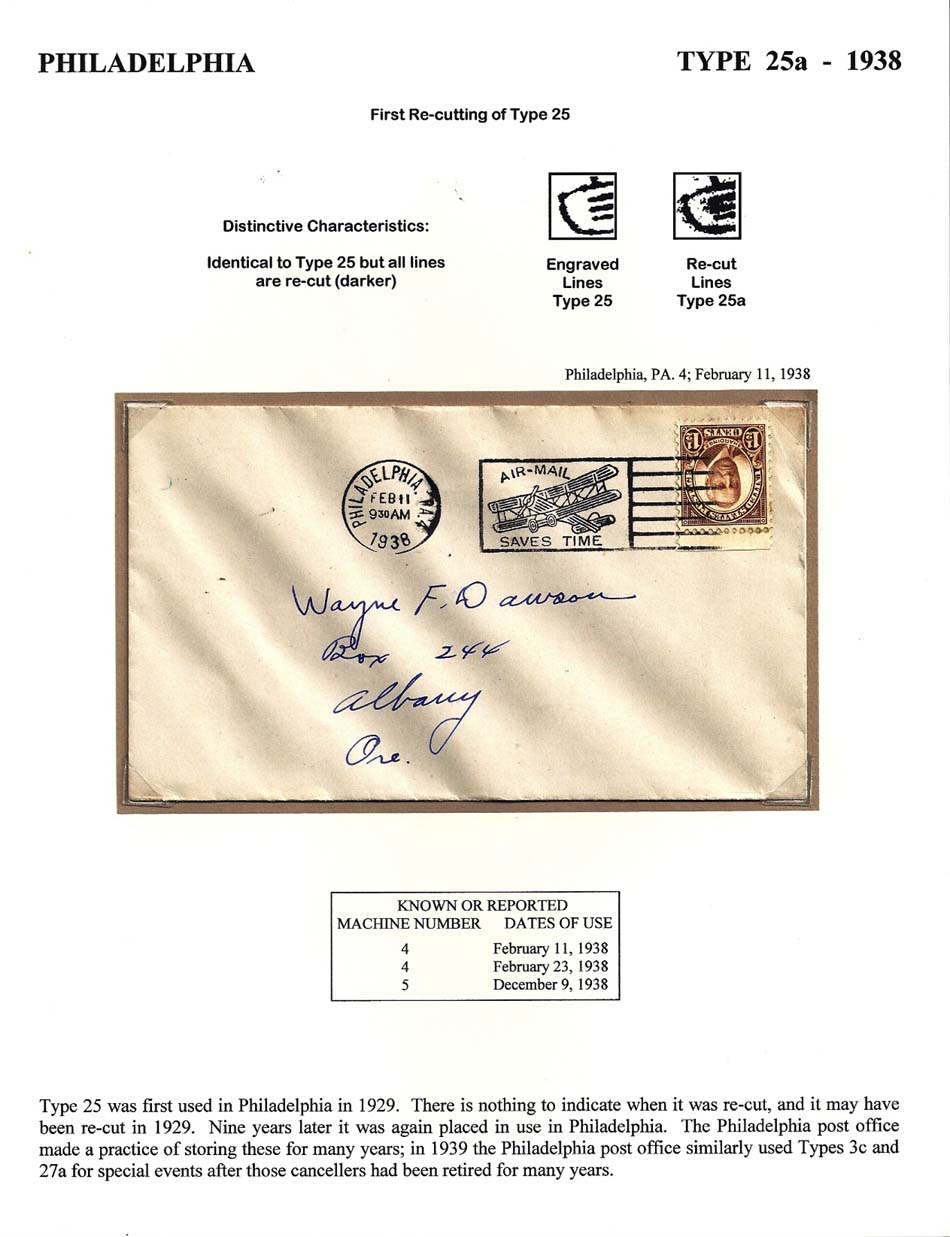 PHILADELPHIA
TYPE 25a - 1938
First Re-cutting of Type 25
Distinctive Characteristics:
Identical to Type 25 but all lines
are re-cut (darker)
Engraved
Lines
Type 25
Re-cut
Lines
Type 25a
Philadelphia, PA. 4; February 11, 1938
PHILADELPHIA, PA. 4
FEB 11
930 AM
1938
AIR-MAIL
SAVES TIME
Wayne F. Dawson
Box 244
Albany
Ore.
KNOWN OR REPORTED
MACHINE NUMBER DATES OF USE
4 February 11, 1938
4 February 23, 1938
5 December 9, 1938
Type 25 was first used in Philadelphia in 1929. There is nothing to indicate when it was re-cut, and it may have
been re-cut in 1929. Nine years later it was again placed in use in Philadelphia. The Philadelphia post office
made a practice of storing these for many years; in 1939 the Philadelphia post office similarly used Types 3c and
27a for special events after those cancellers had been retired for many years.